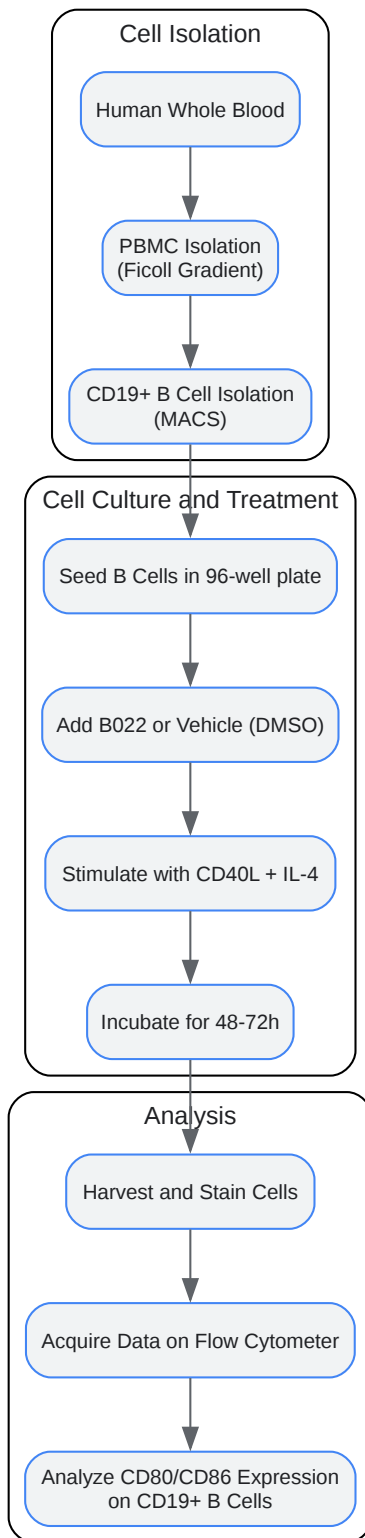 Cell Isolation
Human Whole Blood
PBMC Isolation
(Ficoll Gradient)
CD19+ B Cell Isolation
(MACS)
Cell Culture and Treatment
Seed B Cells in 96-well plate
Add B022 or Vehicle (DMSO)
Stimulate with CD40L + IL-4
Incubate for 48-72h
Analysis
Harvest and Stain Cells
Acquire Data on Flow Cytometer
Analyze CD80/CD86 Expression
on CD19+ B Cells